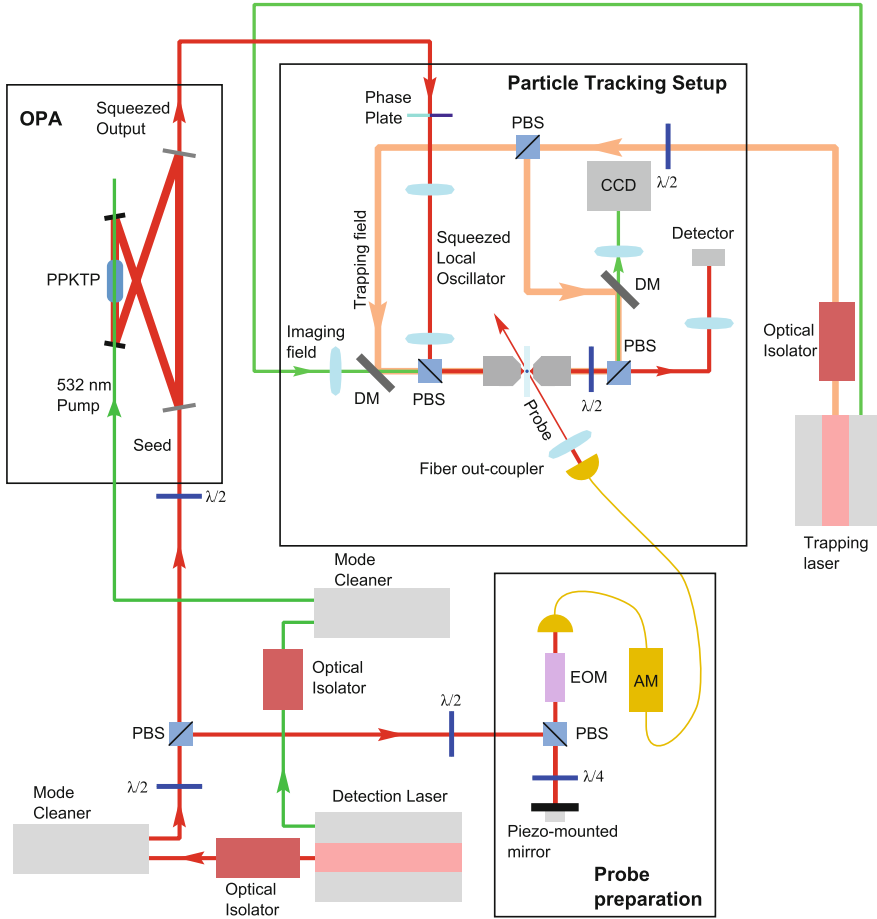 OPA
Squeezed
Output
PPKTP
532 nm
Pump
Seed
λ/2
Particle Tracking Setup
Phase
Plate
PBS
λ/2
CCD
Detector
Trapping field
Squeezed
Local
Oscillator
DM
Imaging
field
DM
PBS
Probe
λ/2
PBS
Fiber out-coupler
Optical
Isolator
Trapping
laser
Mode
Cleaner
Optical
Isolator
PBS
λ/2
λ/2
Mode
Cleaner
Detection Laser
Optical
Isolator
EOM
AM
PBS
λ/4
Piezo-mounted
mirror
Probe
preparation